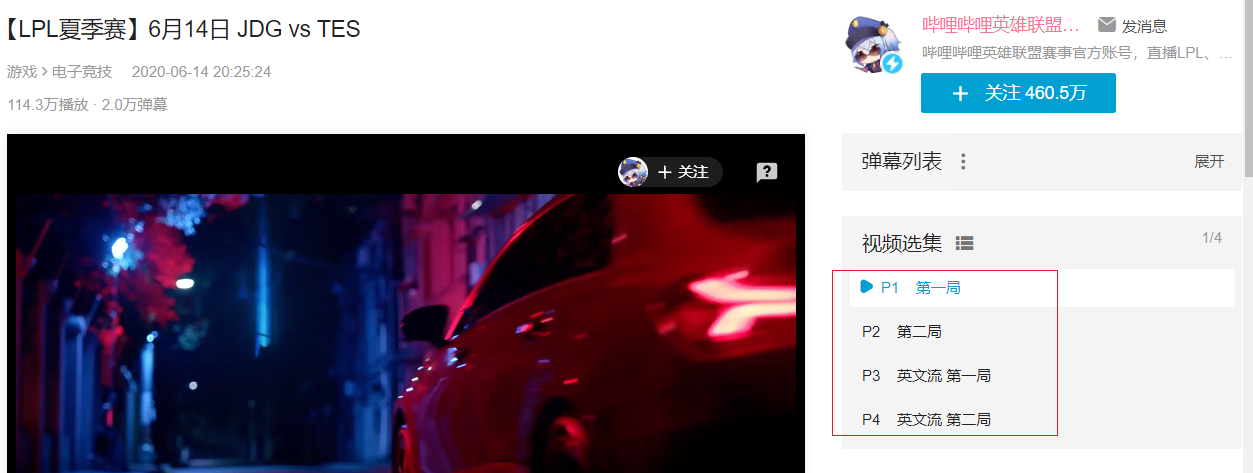 【LPL夏季赛】6月14日 JDG vs TES
游戏 > 电子竞技 2020-06-14 20:25:24
114.3万播放 · 2.0万弹幕
+ 关注
?
哔哩哔哩英雄联盟... 发消息
哔哩哔哩英雄联盟赛事官方账号，直播LPL、...
+ 关注 460.5万
弹幕列表 展开
视频选集 1/4
P1 第一局
P2 第二局
P3 英文流 第一局
P4 英文流 第二局